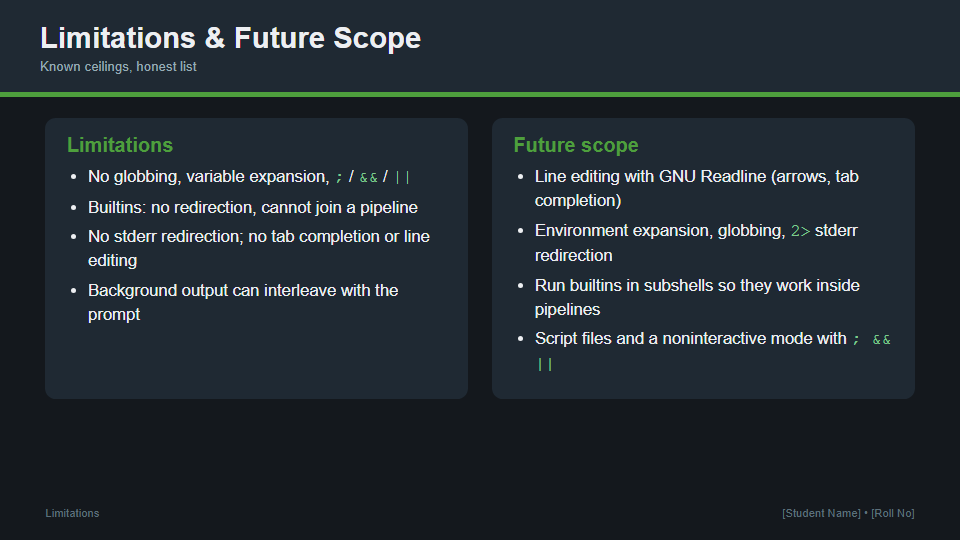 Limitations & Future Scope
Known ceilings, honest list
Limitations
• No globbing, variable expansion, ; / && / ||
• Builtins: no redirection, cannot join a pipeline
• No stderr redirection; no tab completion or line
editing
• Background output can interleave with the
prompt
Future scope
• Line editing with GNU Readline (arrows, tab
completion)
• Environment expansion, globbing, 2> stderr
redirection
• Run builtins in subshells so they work inside
pipelines
• Script files and a noninteractive mode with ; &&
||
Limitations
[Student Name] • [Roll No]